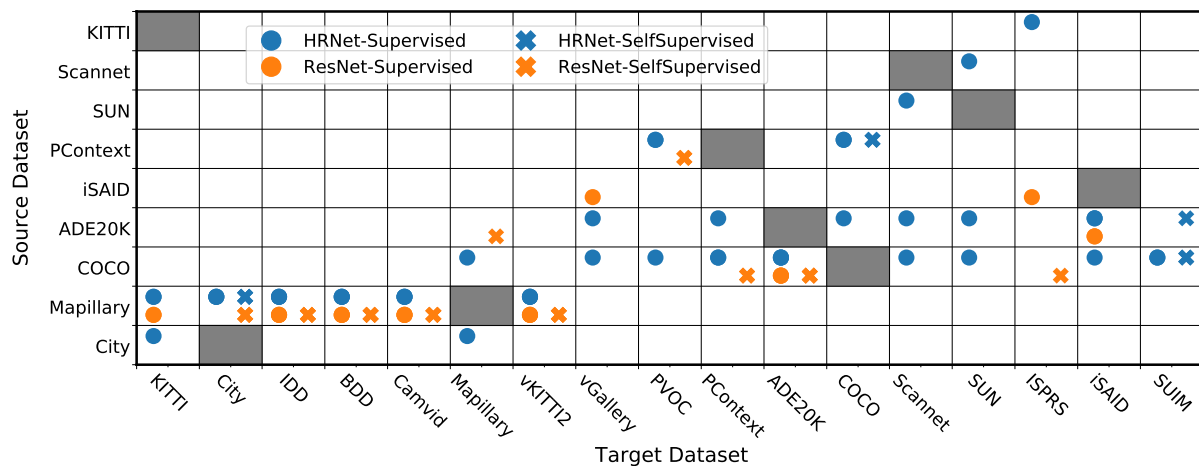 KITTI
HRNet-Supervised
HRNet-SelfSupervised
ResNet-Supervised
ResNet-SelfSupervised
Scannet
SUN
PContext
iSAID
ADE20K
COCO
Mapillary
City
Source Dataset
KITTI
City
IDD
BDD
Camvid
Mapillary
vKITTI2
vGallery
PVOC
PContext
ADE20K
COCO
Scannet
SUN
ISPRS
iSAID
SUIM
Target Dataset